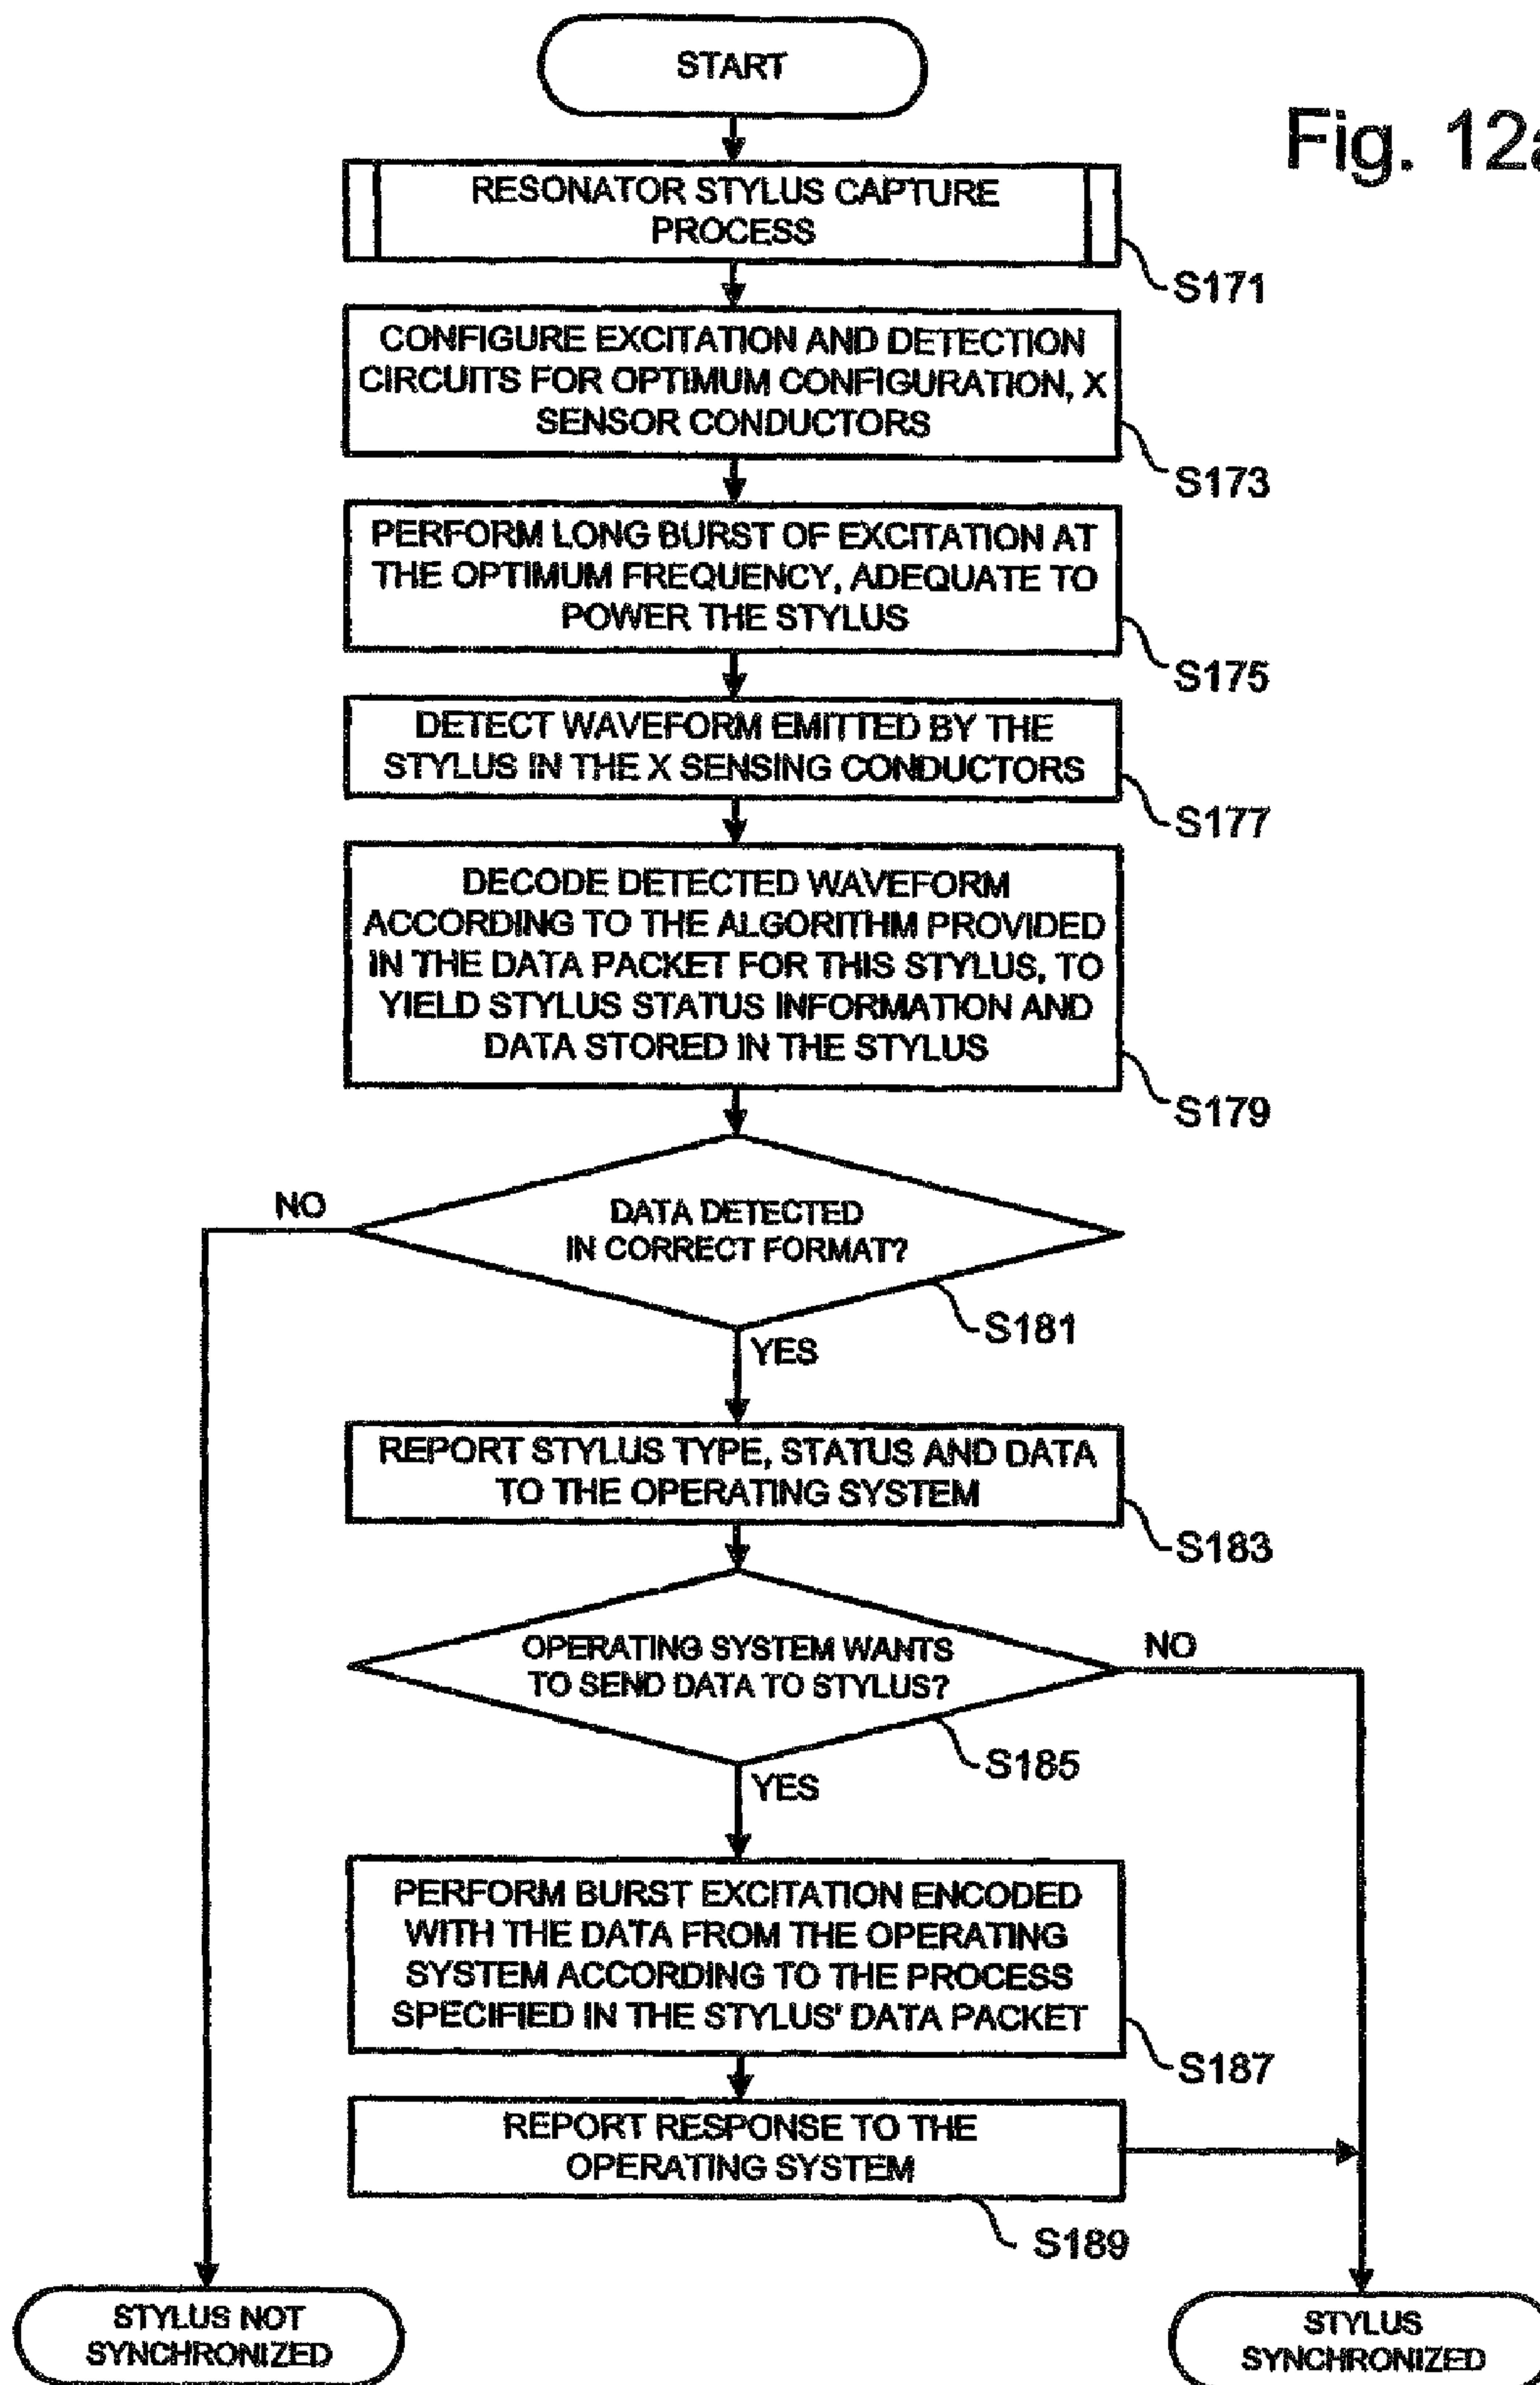 START
Fig. 12a
RESONATOR STYLUS CAPTURE
PROCESS
S171
CONFIGURE EXCITATION AND DETECTION
CIRCUITS FOR OPTIMUM CONFIGURATION, X
SENSOR CONDUCTORS
S173
PERFORM LONG BURST OF EXCITATION AT
THE OPTIMUM FREQUENCY, ADEQUATE TO
POWER THE STYLUS
S175
DETECT WAVEFORM EMITTED BY THE
STYLUS IN THE X SENSING CONDUCTORS
S177
DECODE DETECTED WAVEFORM
ACCORDING TO THE ALGORITHM PROVIDED
IN THE DATA PACKET FOR THIS STYLUS, TO
YIELD STYLUS STATUS INFORMATION AND
DATA STORED IN THE STYLUS
S179
NO
DATA DETECTED
IN CORRECT FORMAT?
S181
YES
REPORT STYLUS TYPE, STATUS AND DATA
TO THE OPERATING SYSTEM
S183
OPERATING SYSTEM WANTS
TO SEND DATA TO STYLUS?
NO
S185
YES
PERFORM BURST EXCITATION ENCODED
WITH THE DATA FROM THE OPERATING
SYSTEM ACCORDING TO THE PROCESS
SPECIFIED IN THE STYLUS' DATA PACKET
S187
REPORT RESPONSE TO THE
OPERATING SYSTEM
S189
STYLUS NOT
SYNCHRONIZED
STYLUS
SYNCHRONIZED